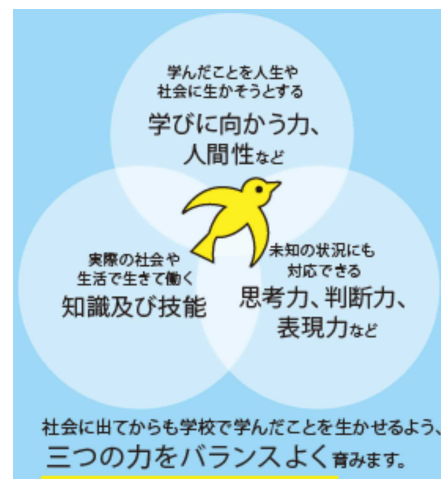 学んだことを人生や
社会に生かそうとする
学びに向かう力、
人間性など
実際の社会や
生活で生きて働く
知識及び技能
未知の状況にも
対応できる
思考力、判断力、
表現力など
社会に出てからも学校で学んだことを生かせるよう、
三つの力をバランスよく育みます。